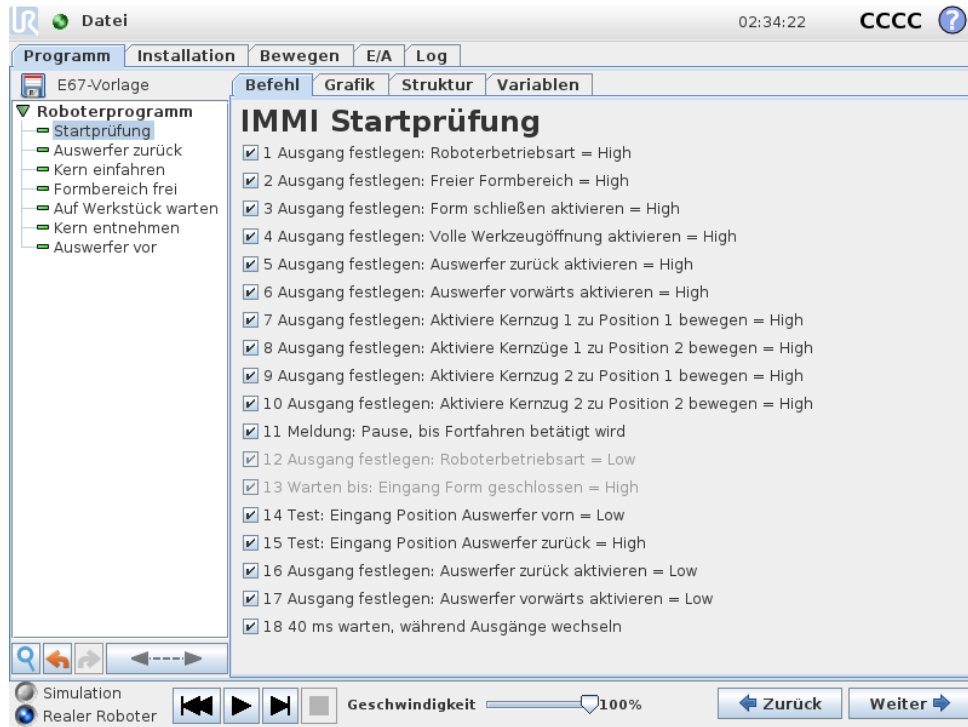 UR Datei 02:34:22 CCCC ?
Programm Installation Bewegen E/A Log
E67-Vorlage Befehl Grafik Struktur Variablen
Roboterprogramm
Startprüfung
Auswerfer zurück
Kern einfahren
Formbereich frei
Auf Werkstück warten
Kern entnehmen
Auswerfer vor
IMMI Startprüfung
1 Ausgang festlegen: Roboterbetriebsart = High
2 Ausgang festlegen: Freier Formbereich = High
3 Ausgang festlegen: Form schließen aktivieren = High
4 Ausgang festlegen: Volle Werkzeugöffnung aktivieren = High
5 Ausgang festlegen: Auswerfer zurück aktivieren = High
6 Ausgang festlegen: Auswerfer vorwärts aktivieren = High
7 Ausgang festlegen: Aktiviere Kernzug 1 zu Position 1 bewegen = High
8 Ausgang festlegen: Aktiviere Kernzüge 1 zu Position 2 bewegen = High
9 Ausgang festlegen: Aktiviere Kernzug 2 zu Position 1 bewegen = High
10 Ausgang festlegen: Aktiviere Kernzug 2 zu Position 2 bewegen = High
11 Meldung: Pause, bis Fortfahren betätigt wird
12 Ausgang festlegen: Roboterbetriebsart = Low
13 Warten bis: Eingang Form geschlossen = High
14 Test: Eingang Position Auswerfer vorn = Low
15 Test: Eingang Position Auswerfer zurück = High
16 Ausgang festlegen: Auswerfer zurück aktivieren = Low
17 Ausgang festlegen: Auswerfer vorwärts aktivieren = Low
18 40 ms warten, während Ausgänge wechseln
Simulation
Realer Roboter
Geschwindigkeit 100% Zurück Weiter